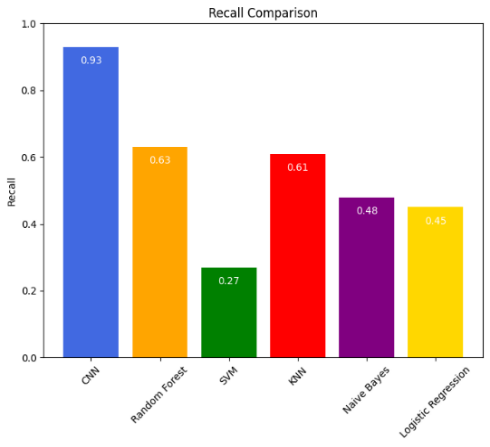 Recall Comparison
1.0
0.8
0.6
0.4
0.2
0.0
Recall
0.93
0.63
0.27
0.61
0.48
0.45
CNN
Random Forest
SVM
KNN
Naive Bayes
Logistic Regression